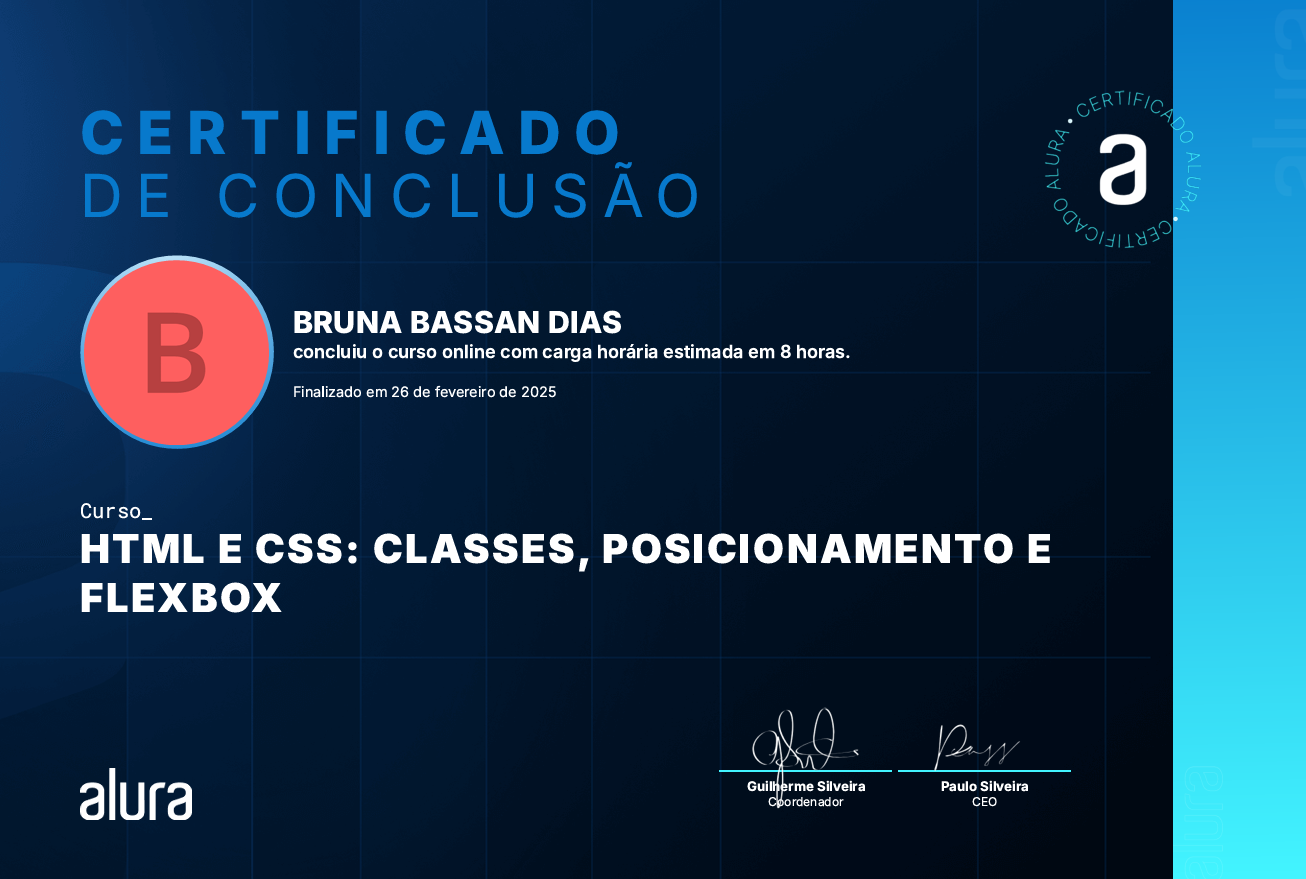 CERTIFICADO
DE CONCLUSÃO
CERTIFICADO ALURA • CERTIFICADO ALURA •
a
alura
B
BRUNA BASSAN DIAS
concluiu o curso online com carga horária estimada em 8 horas.
Finalizado em 26 de fevereiro de 2025
Curso_
HTML E CSS: CLASSES, POSICIONAMENTO E
FLEXBOX
alura
Guilherme Silveira
Coordenador
Paulo Silveira
CEO
alura